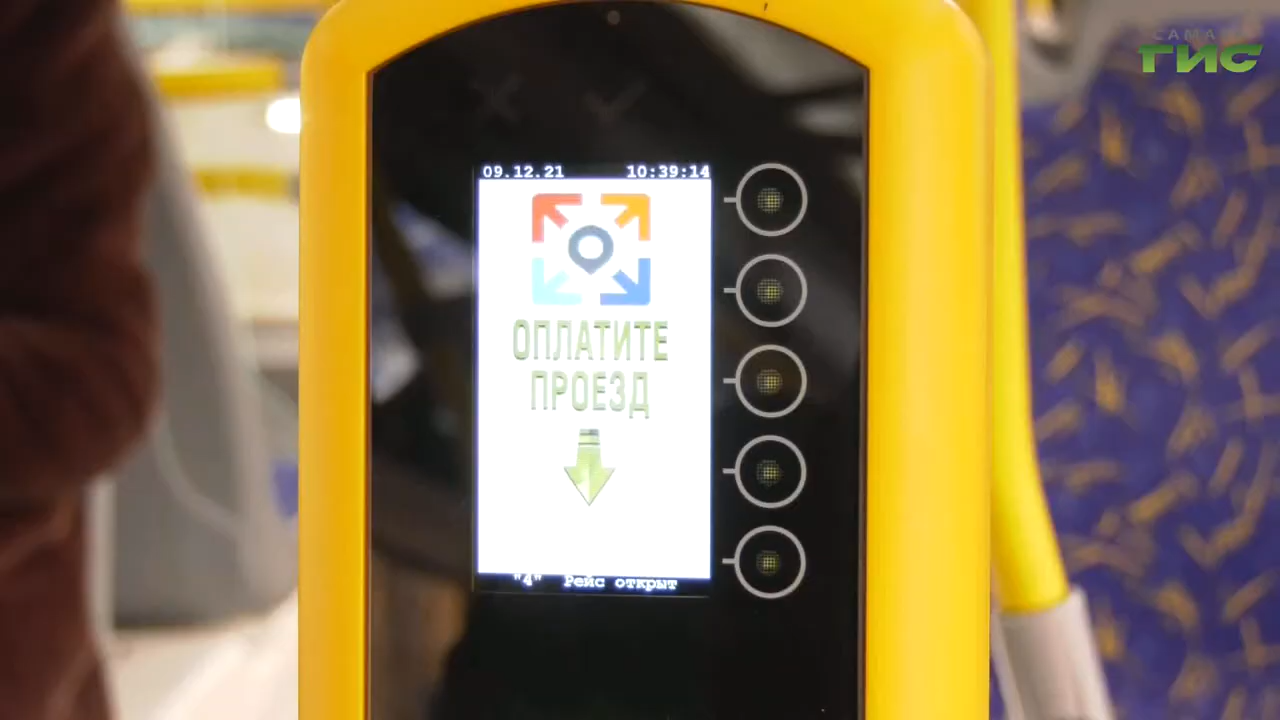 САМАРА
ГИС
09.12.21 10:39:14
ОПЛАТИТЕ
ПРОЕЗД
"4" Рейс открыт